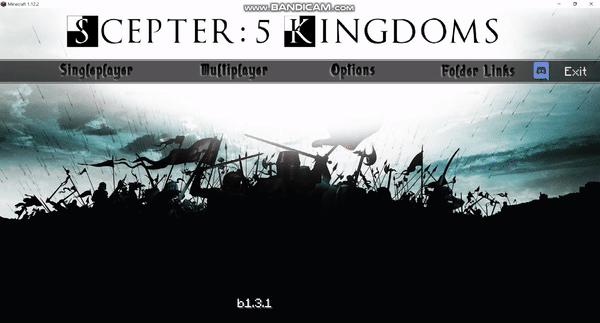 Minecraft 1.12.2
www.BANDICAM.com
SCEPTER: 5 KINGDOMS
Singleplayer Multiplayer Options Folder Links Exit
b1.3.1